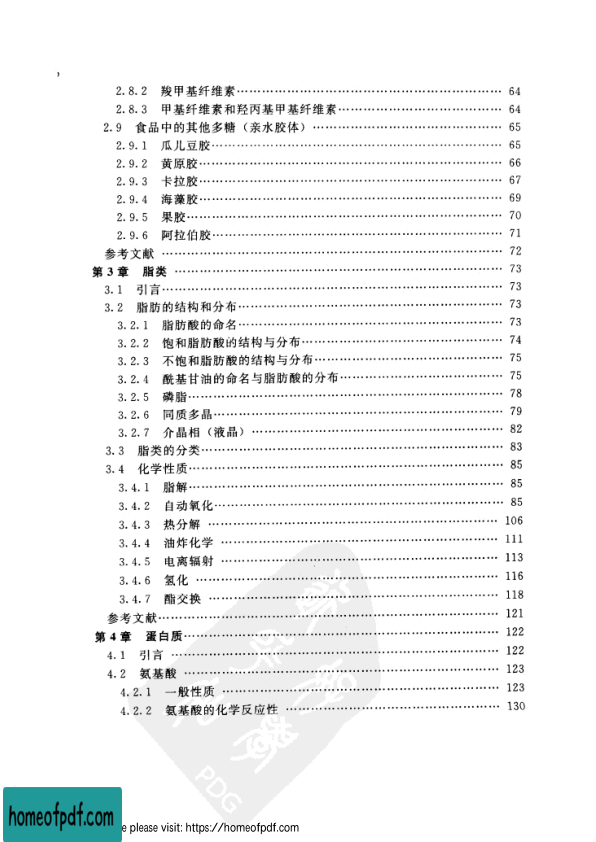 2.8.2 羧甲基纤维素…………………………………………………… 64
2.8.3 甲基纤维素和羟丙基甲基纤维素……………………………… 64
2.9 食品中的其他多糖（亲水胶体）…………………………………… 65
2.9.1 瓜儿豆胶………………………………………………………… 65
2.9.2 黄原胶…………………………………………………………… 66
2.9.3 卡拉胶…………………………………………………………… 67
2.9.4 海藻胶…………………………………………………………… 69
2.9.5 果胶……………………………………………………………… 70
2.9.6 阿拉伯胶………………………………………………………… 71
参考文献 ……………………………………………………………… 72
第3章 脂类 …………………………………………………………… 73
3.1 引言………………………………………………………………… 73
3.2 脂肪的结构和分布………………………………………………… 73
3.2.1 脂肪酸的命名…………………………………………………… 73
3.2.2 饱和脂肪酸的结构与分布……………………………………… 74
3.2.3 不饱和脂肪酸的结构与分布…………………………………… 75
3.2.4 酰基甘油的命名与脂肪酸的分布……………………………… 75
3.2.5 磷脂……………………………………………………………… 78
3.2.6 同质多晶………………………………………………………… 79
3.2.7 介晶相（液晶）………………………………………………… 82
3.3 脂类的分类………………………………………………………… 83
3.4 化学性质…………………………………………………………… 85
3.4.1 脂解……………………………………………………………… 85
3.4.2 自动氧化………………………………………………………… 85
3.4.3 热分解 ………………………………………………………… 106
3.4.4 油炸化学 ……………………………………………………… 111
3.4.5 电离辐射 ……………………………………………………… 113
3.4.6 氢化 …………………………………………………………… 116
3.4.7 酯交换 ………………………………………………………… 118
参考文献………………………………………………………………… 121
第4章 蛋白质………………………………………………………… 122
4.1 引言 ……………………………………………………………… 122
4.2 氨基酸 …………………………………………………………… 123
4.2.1 一般性质 ……………………………………………………… 123
4.2.2 氨基酸的化学反应性 ………………………………………… 130
PDG
homeofpdf.com
e please visit: https://homeofpdf.com